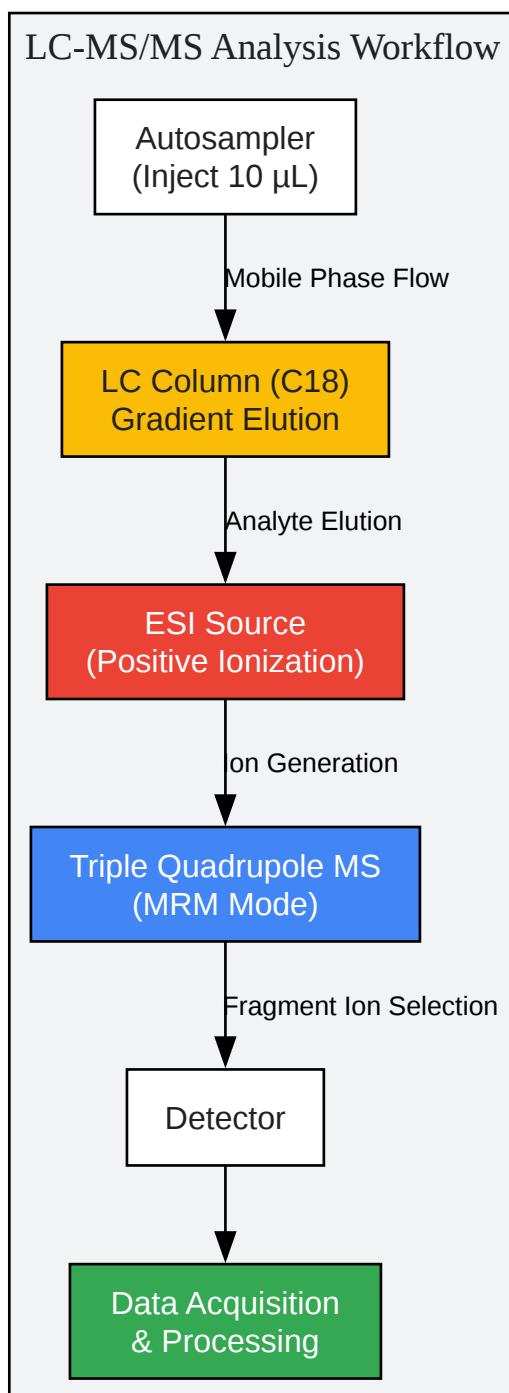 LC-MS/MS Analysis Workflow
Autosampler
(Inject 10 µL)
Mobile Phase Flow
LC Column (C18)
Gradient Elution
Analyte Elution
ESI Source
(Positive Ionization)
Ion Generation
Triple Quadrupole MS
(MRM Mode)
Fragment Ion Selection
Detector
Data Acquisition
& Processing